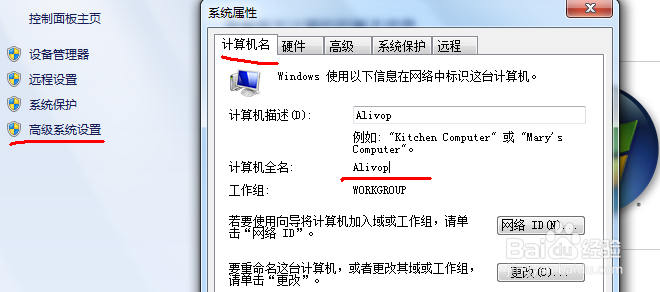 控制面板主页
设备管理器
远程设置
系统保护
高级系统设置
系统属性
计算机名 硬件 高级 系统保护 远程
Windows 使用以下信息在网络中标识这台计算机。
计算机描述(D): Alivop
例如: "Kitchen Computer" 或 "Mary's
Computer"。
计算机全名: Alivop
工作组: WORKGROUP
若要使用向导将计算机加入域或工作组，请单
击“网络 ID”。
网络 ID(N)...
要重命名这台计算机，或者更改其域或工作组，
请单击“更改”。
更改(C)...
Baidu 经验